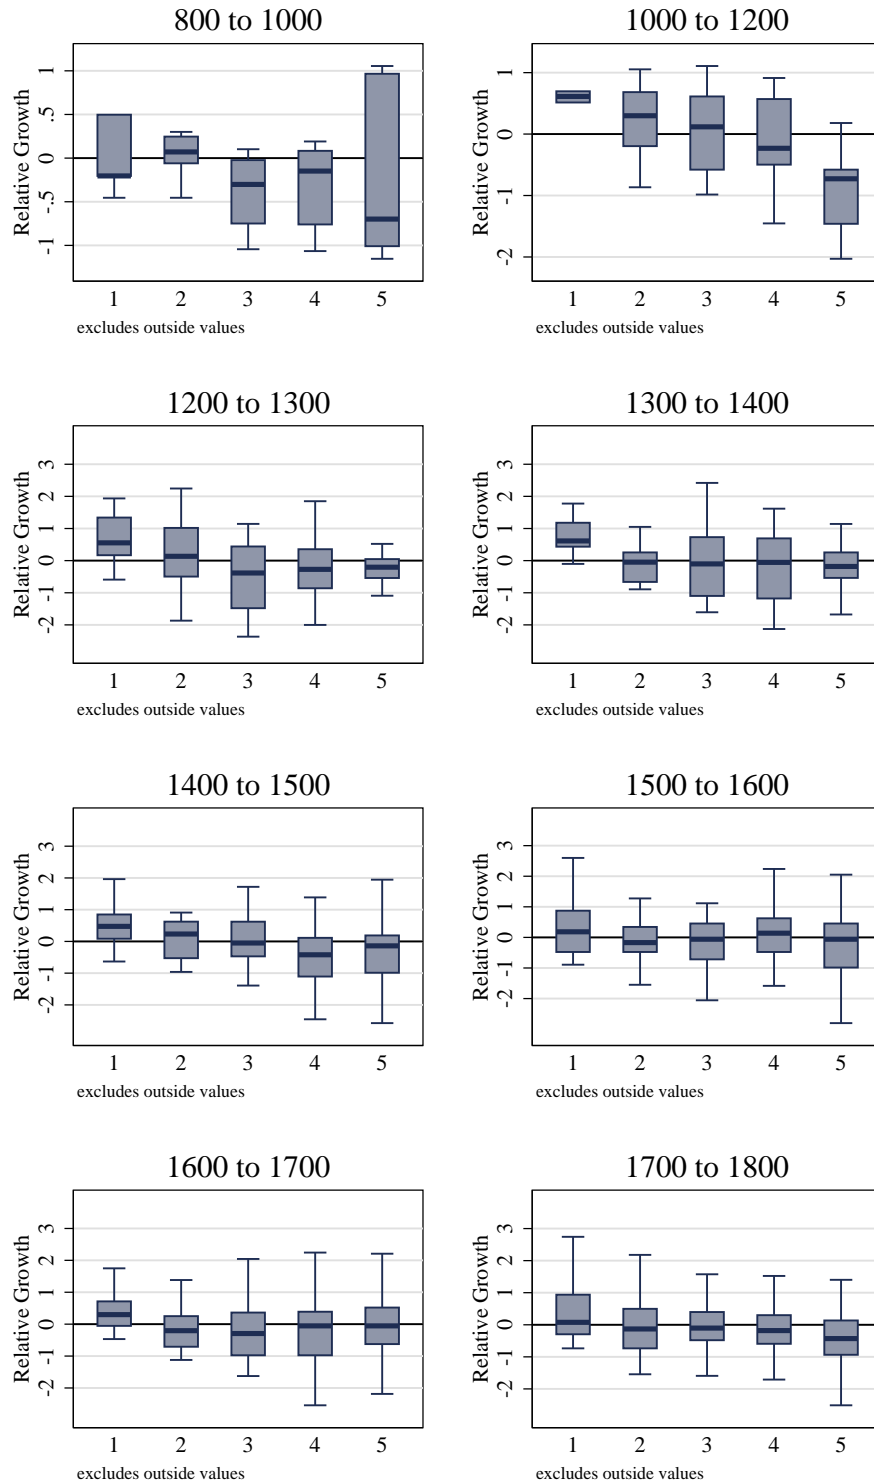 800 to 1000
Relative Growth
1
.5
0
-.5
-1
1 2 3 4 5
excludes outside values
1000 to 1200
Relative Growth
1
0
-1
-2
1 2 3 4 5
excludes outside values
1200 to 1300
Relative Growth
3
2
1
0
-1
-2
1 2 3 4 5
excludes outside values
1300 to 1400
Relative Growth
3
2
1
0
-1
-2
1 2 3 4 5
excludes outside values
1400 to 1500
Relative Growth
3
2
1
0
-1
-2
1 2 3 4 5
excludes outside values
1500 to 1600
Relative Growth
3
2
1
0
-1
-2
1 2 3 4 5
excludes outside values
1600 to 1700
Relative Growth
3
2
1
0
-1
-2
1 2 3 4 5
excludes outside values
1700 to 1800
Relative Growth
3
2
1
0
-1
-2
1 2 3 4 5
excludes outside values